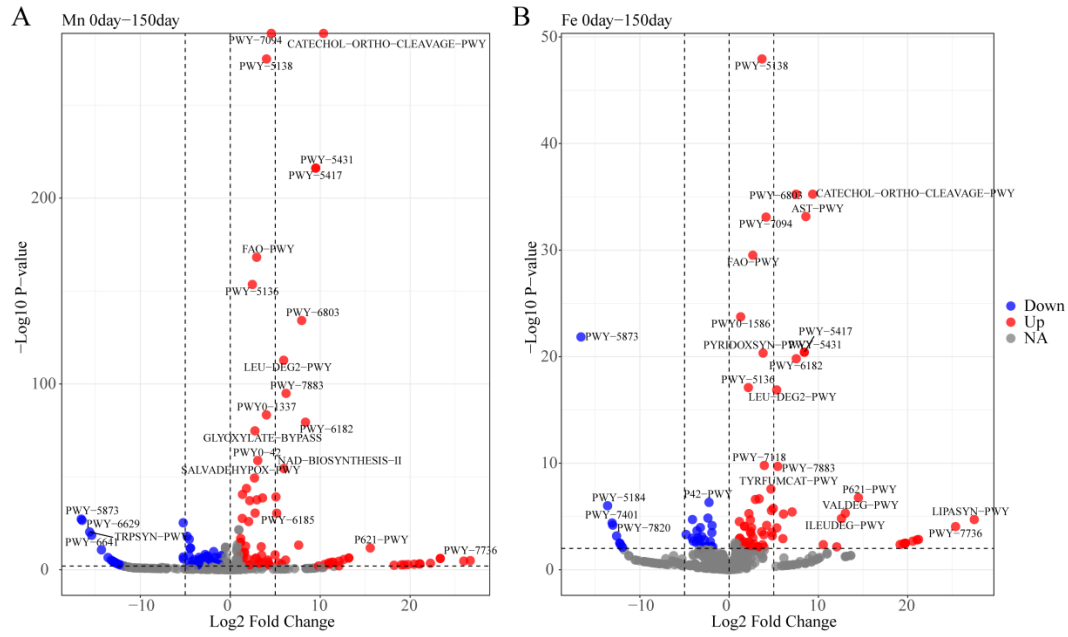 A
Mn 0day−150day
PWY−7094
CATECHOL−ORTHO−CLEAVAGE−PWY
PWY−5138
PWY−5431
PWY−5417
FAO−PWY
PWY−5136
PWY−6803
LEU−DEG2−PWY
PWY−7883
PWY0−1337
PWY−6182
GLYOXYLATE−BYPASS
PWY0−42
NAD−BIOSYNTHESIS−II
SALVADEHYPOX−PWY
PWY−6185
PWY−5873
PWY−6629
TRPSYN−PWY
PWY−6641
P621−PWY
PWY−7736
200
100
0
−10
0
10
20
−Log10 P−value
Log2 Fold Change
B
Fe 0day−150day
PWY−5138
PWY−6803
CATECHOL−ORTHO−CLEAVAGE−PWY
AST−PWY
PWY−7094
FAO−PWY
PWY0−1586
PWY−5873
PWY−5417
PYRIDOXSYN−PWY
PWY−5431
PWY−6182
PWY−5136
LEU−DEG2−PWY
PWY−7118
PWY−7883
TYRFUMCAT−PWY
P42−PWY
P621−PWY
PWY−5184
VALDEG−PWY
PWY−7401
ILEUDEG−PWY
LIPASYN−PWY
PWY−7820
PWY−7736
50
40
30
20
10
0
−10
0
10
20
−Log10 P−value
Log2 Fold Change
Down
Up
NA